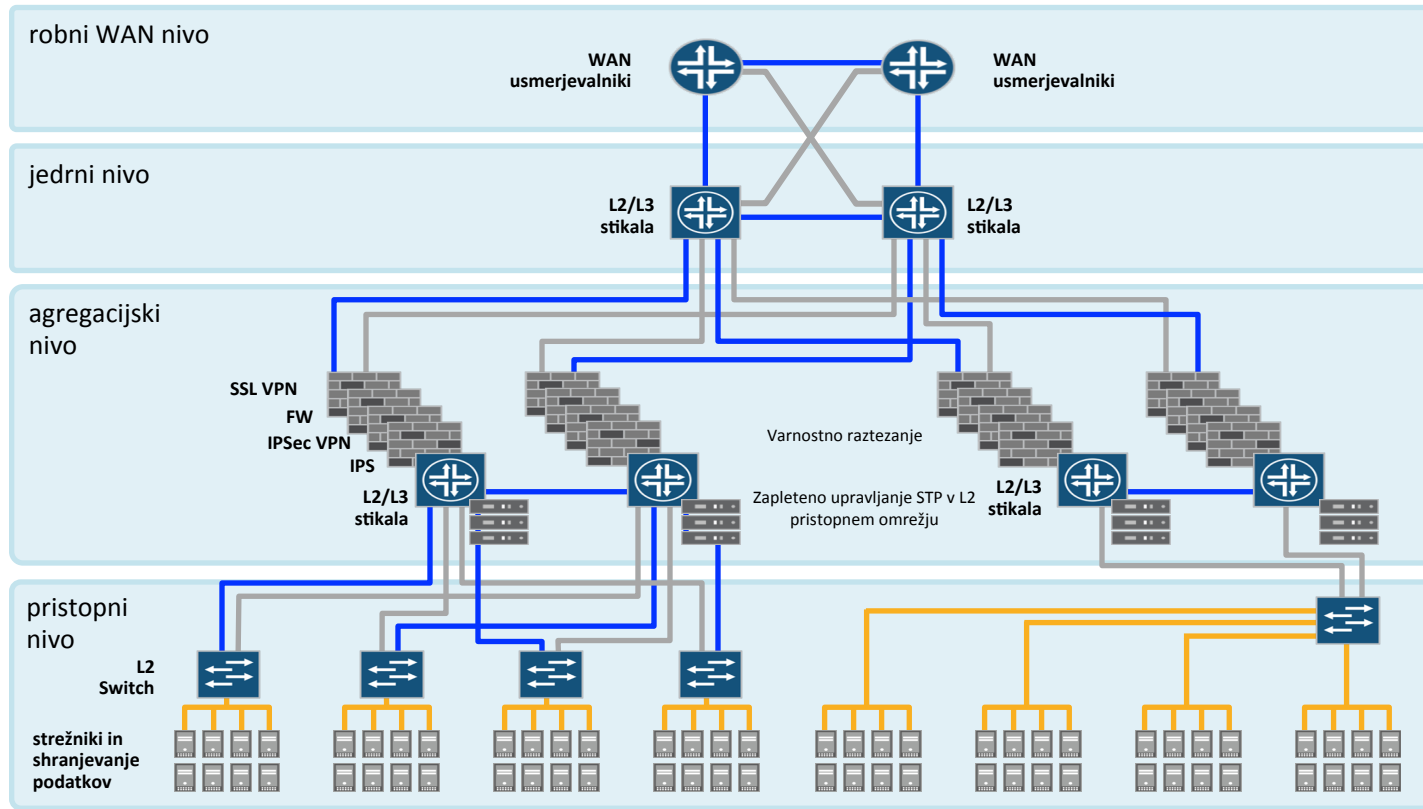 robni WAN nivo
WAN
usmerjevalniki
WAN
usmerjevalniki
jedrni nivo
L2/L3
stikala
L2/L3
stikala
agregacijski
nivo
SSL VPN
FW
IPSec VPN
IPS
L2/L3
stikala
Varnostno raztezanje
Zapleteno upravljanje STP v L2
pristopnem omrežju
L2/L3
stikala
pristopni
nivo
L2
Switch
strežniki in
shranjevanje
podatkov